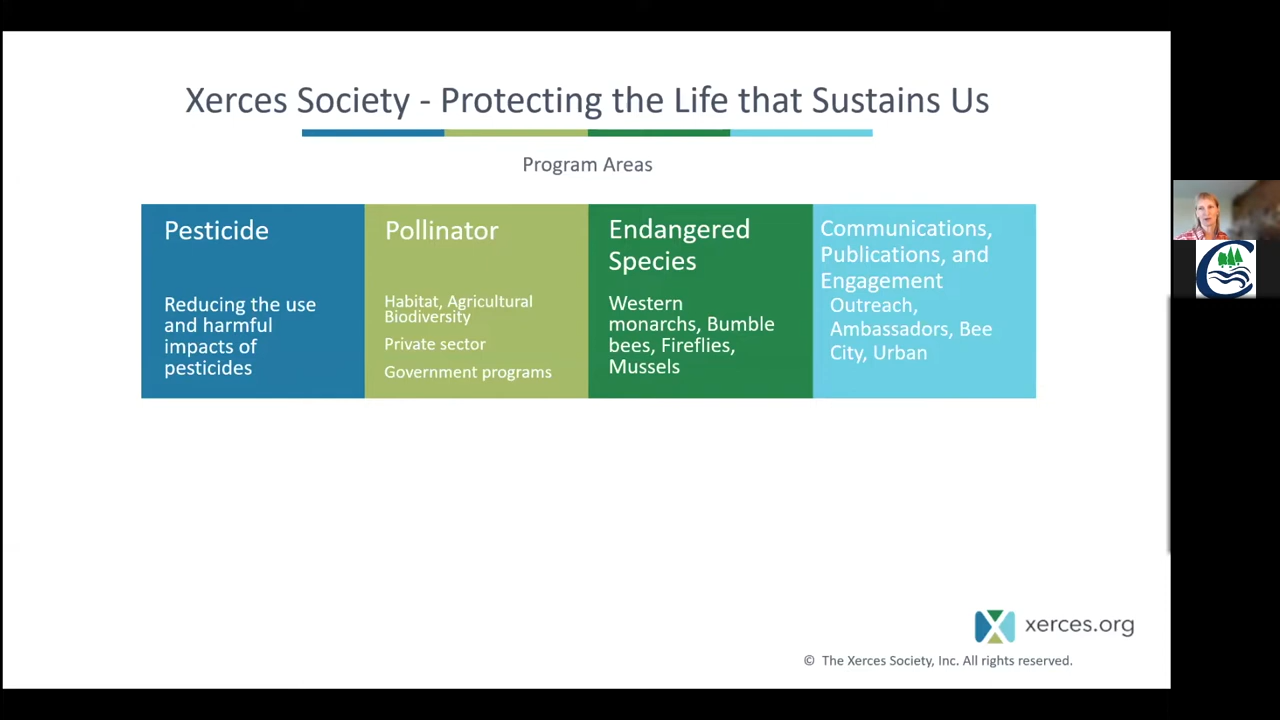 Xerces Society - Protecting the Life that Sustains Us
Program Areas
Pesticide
Reducing the use
and harmful
impacts of
pesticides
Pollinator
Habitat, Agricultural
Biodiversity
Private sector
Government programs
Endangered
Species
Western
monarchs, Bumble
bees, Fireflies,
Mussels
Communications,
Publications, and
Engagement
Outreach,
Ambassadors, Bee
City, Urban
xerces.org
© The Xerces Society, Inc. All rights reserved.